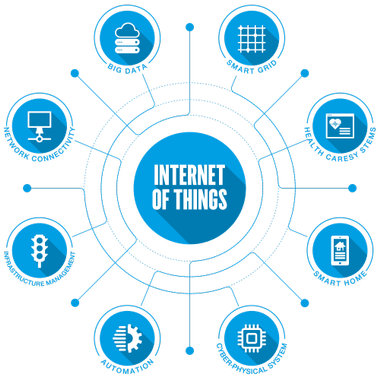 BIG DATA
SMART GRID
NETWORK CONNECTIVITY
HEALTH CARESY STEMS
INTERNET
OF THINGS
INFRASTRUCTURE MANAGEMENT
SMART HOME
AUTOMATION
CYBER-PHYSICAL SYSTEM